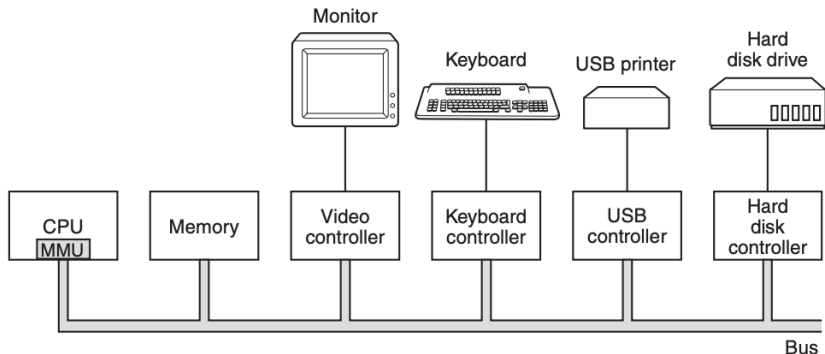 Monitor
Keyboard
USB printer
Hard
disk drive
CPU
MMU
Memory
Video
controller
Keyboard
controller
USB
controller
Hard
disk
controller
Bus